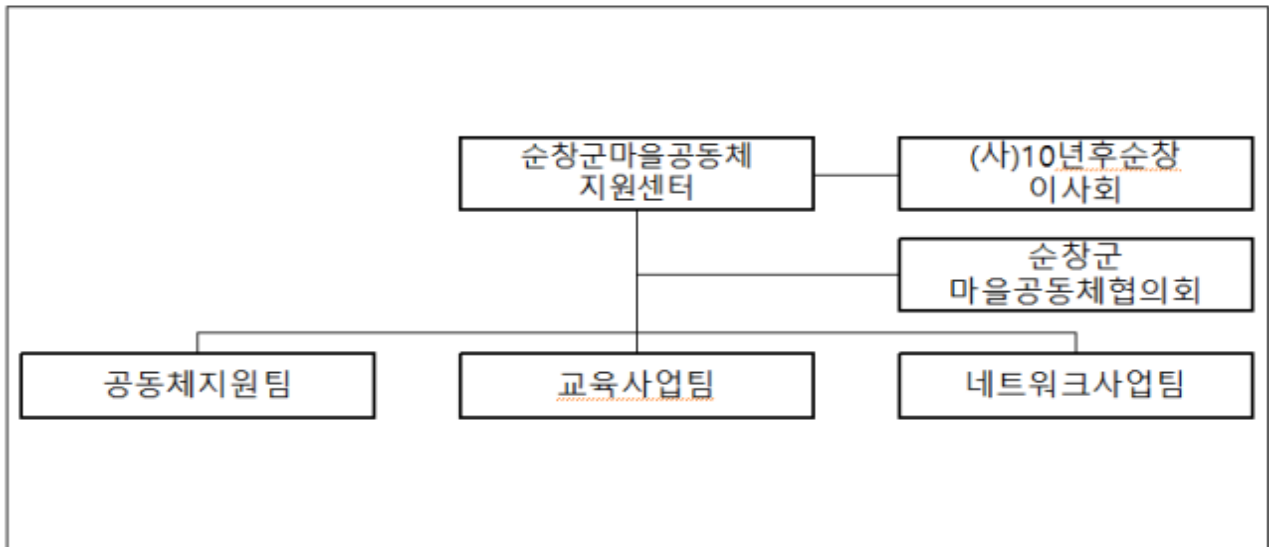 순창군마을공동체
지원센터
(사)10년후순창
이사회
순창군
마을공동체협의회
공동체지원팀
교육사업팀
네트워크사업팀